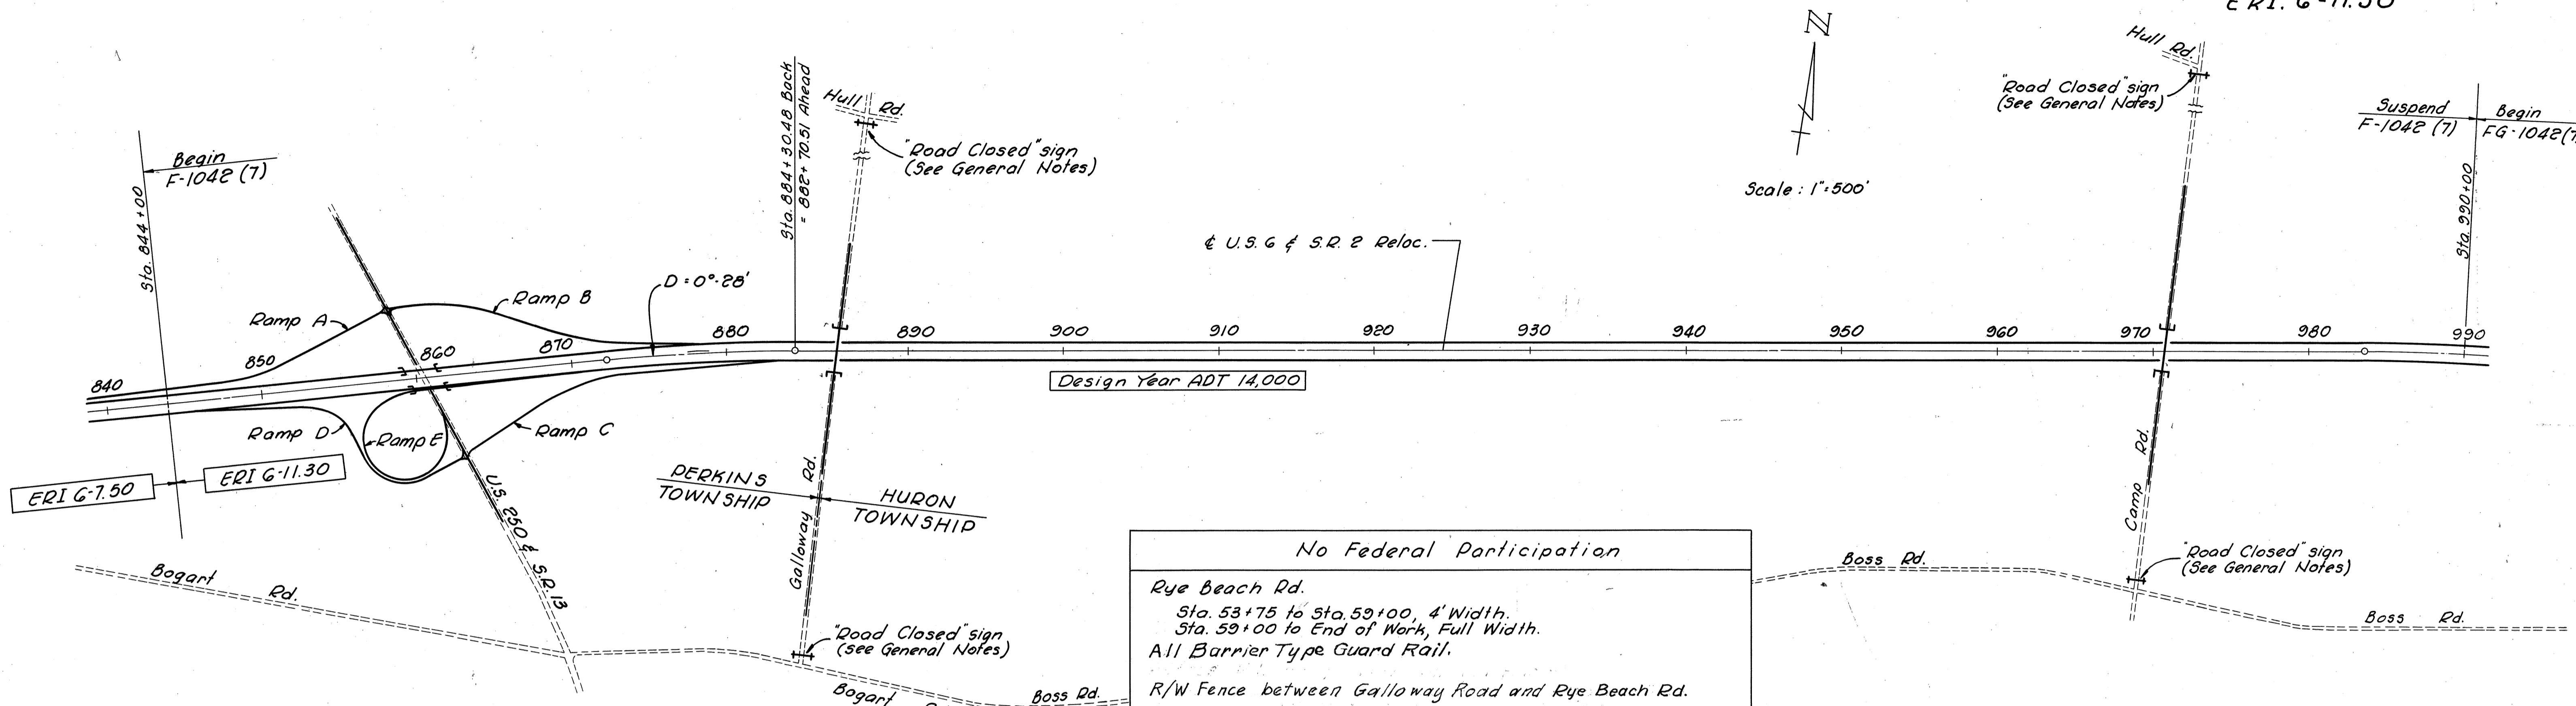 ERI. 6-11.30
N
Scale : 1"=500'
Begin
F-1042 (7)
Sta. 844+00
Sta. 884+30.48 Back
= 882+70.51 Ahead
Hull Rd.
"Road Closed" sign
(See General Notes)
Hull Rd.
"Road Closed" sign
(See General Notes)
Suspend
F-1042 (7)
Begin
FG-1042(7
Sta. 990+00
℄ U.S. 6 & S.R. 2 Reloc.
D=0°-28'
Ramp A
Ramp B
840
850
860
870
880
890
900
910
920
930
940
950
960
970
980
990
Design Year ADT 14,000
Ramp D
Ramp E
Ramp C
ERI 6-7.50
ERI 6-11.30
U.S. 250 & S.R. 13
PERKINS
TOWNSHIP
HURON
TOWNSHIP
Galloway Rd.
Camp Rd.
Bogart Rd.
"Road Closed" sign
(see General Notes)
Bogart
Boss Rd.
No Federal Participation
Rye Beach Rd.
Sta. 53+75 to Sta. 59+00, 4' Width.
Sta. 59+00 to End of Work, Full Width.
All Barrier Type Guard Rail.
R/W Fence between Galloway Road and Rye Beach Rd.
Boss Rd.
"Road Closed" sign
(See General Notes)
Boss Rd.